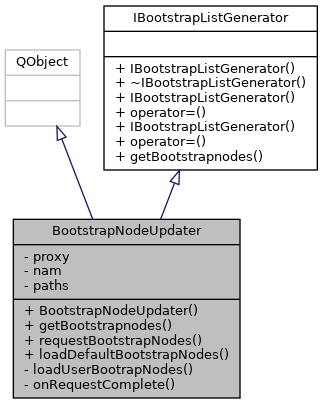 IBootstrapListGenerator
+ IBootstrapListGenerator()
+ ~IBootstrapListGenerator()
+ IBootstrapListGenerator()
+ operator=()
+ IBootstrapListGenerator()
+ operator=()
+ getBootstrapnodes()
QObject
BootstrapNodeUpdater
- proxy
- nam
- paths
+ BootstrapNodeUpdater()
+ getBootstrapnodes()
+ requestBootstrapNodes()
+ loadDefaultBootstrapNodes()
- loadUserBootrapNodes()
- onRequestComplete()